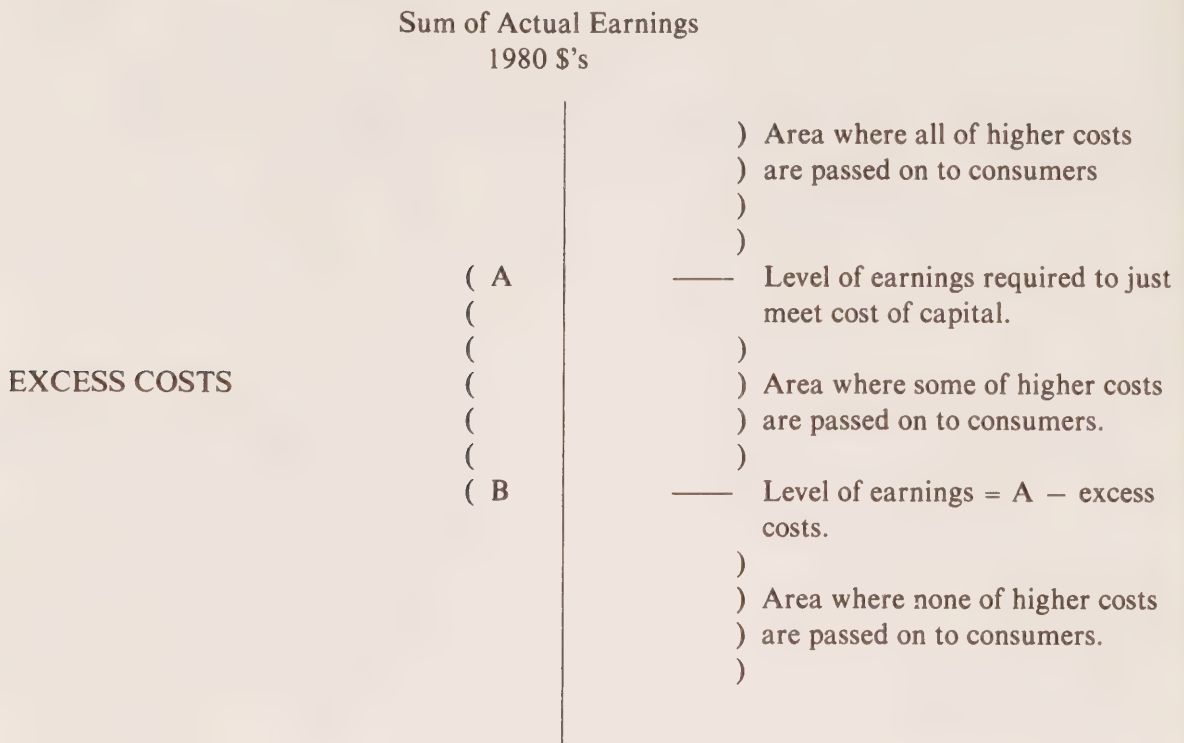 Sum of Actual Earnings
1980 $'s
) Area where all of higher costs
) are passed on to consumers
)
)
( A — Level of earnings required to just
( meet cost of capital.
( )
EXCESS COSTS ( ) Area where some of higher costs
( ) are passed on to consumers.
( )
( B — Level of earnings = A − excess
costs.
)
) Area where none of higher costs
) are passed on to consumers.
)